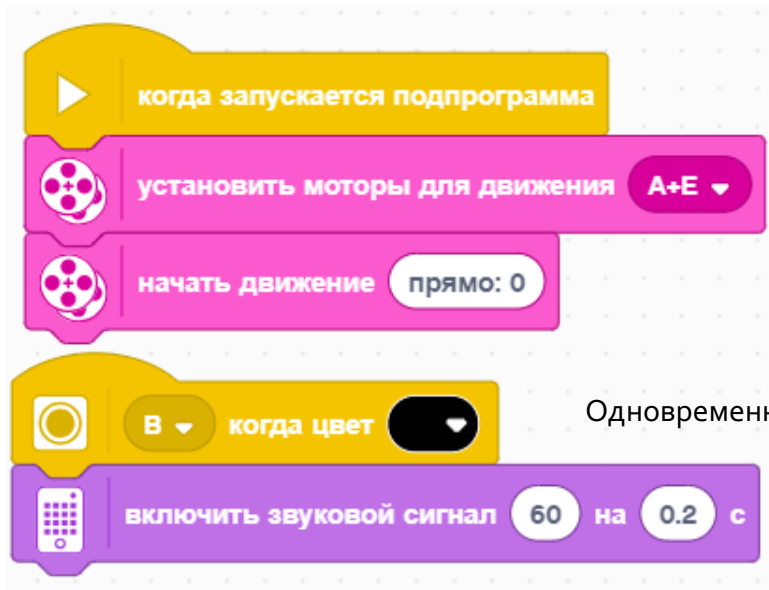 когда запускается подпрограмма
установить моторы для движения A+E
начать движение прямо: 0
B когда цвет
Одновременн
включить звуковой сигнал 60 на 0.2 с